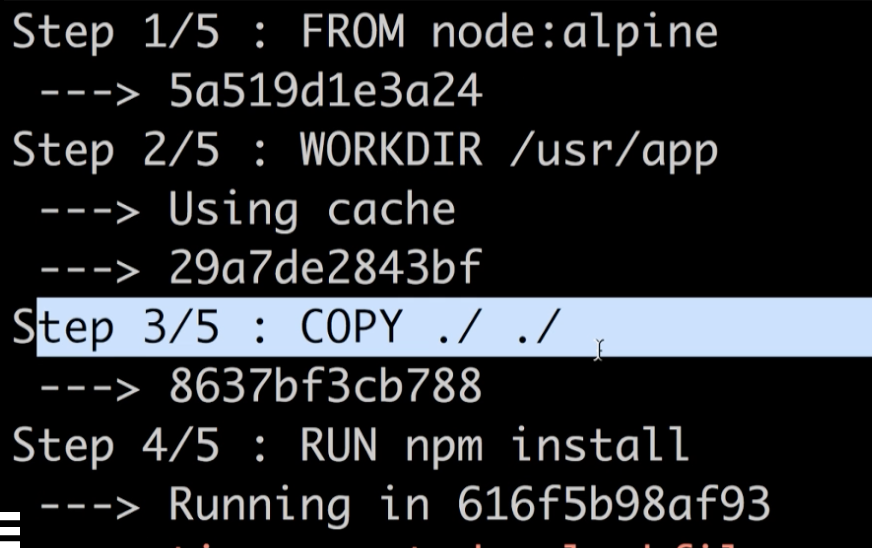 Step 1/5 : FROM node:alpine
---> 5a519d1e3a24
Step 2/5 : WORKDIR /usr/app
---> Using cache
---> 29a7de2843bf
Step 3/5 : COPY ./ ./
---> 8637bf3cb788
Step 4/5 : RUN npm install
---> Running in 616f5b98af93